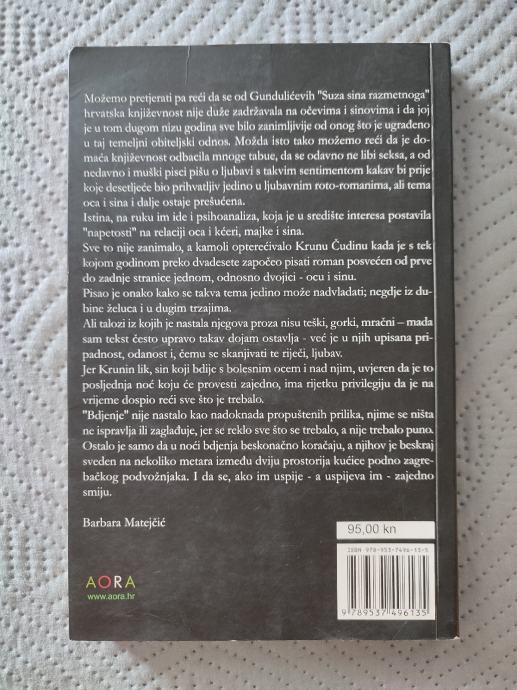 Možemo pretjerati pa reći da se od Gundulićevih "Suza sina razmetnoga"
hrvatska književnost nije duže zadržavala na očevima i sinovima i da joj
je u tom dugom nizu godina sve bilo zanimljivije od onog što je ugrađeno
u taj temeljni obiteljski odnos. Možda isto tako možemo reći da je do-
maća književnost odbacila mnoge tabue, da se odavno ne libi seksa, a od
nedavno i muški pisci pišu o ljubavi s takvim sentimentom kakav bi prije
koje desetljeće bio prihvatljiv jedino u ljubavnim roto-romanima, ali tema
oca i sina i dalje ostaje prešućena.
Istina, na ruku im ide i psihoanaliza, koja je u središte interesa postavila
"napetosti" na relaciji oca i kćeri, majke i sina.
Sve to nije zanimalo, a kamoli opterećivalo Krunu Čudinu kada je s tek
kojom godinom preko dvadesete započeo pisati roman posvećen od prve
do zadnje stranice jednom, odnosno dvojici - ocu i sinu.
Pisao je onako kako se takva tema jedino može nadvladati; negdje iz du-
bine želuca i u dugim trzajima.
Ali talozi iz kojih je nastala njegova proza nisu teški, gorki, mračni – mada
sam tekst često upravo takav dojam ostavlja - već je u njih upisana pri-
padnost, odanost i, čemu se skanjivati te riječi, ljubav.
Jer Krunin lik, sin koji bdije s bolesnim ocem i nad njim, uvjeren da je to
posljednja noć koju će provesti zajedno, ima rijetku privilegiju da je na
vrijeme dospio reći sve što je trebalo.
"Bdjenje" nije nastalo kao nadoknada propuštenih prilika, njime se ništa
ne ispravlja ili zaglađuje, jer se reklo sve što se trebalo, a nije trebalo puno.
Ostalo je samo da u noći bdjenja beskonačno koračaju, a njihov je beskraj
sveden na nekoliko metara između dviju prostorija kućice podno zagre-
bačkog podvožnjaka. I da se, ako im uspije - a uspijeva im - zajedno
smiju.
Barbara Matejčić
95,00 kn
ISBN 978-953-7496-13-5
9 789537 496135
AORA
www.aora.hr